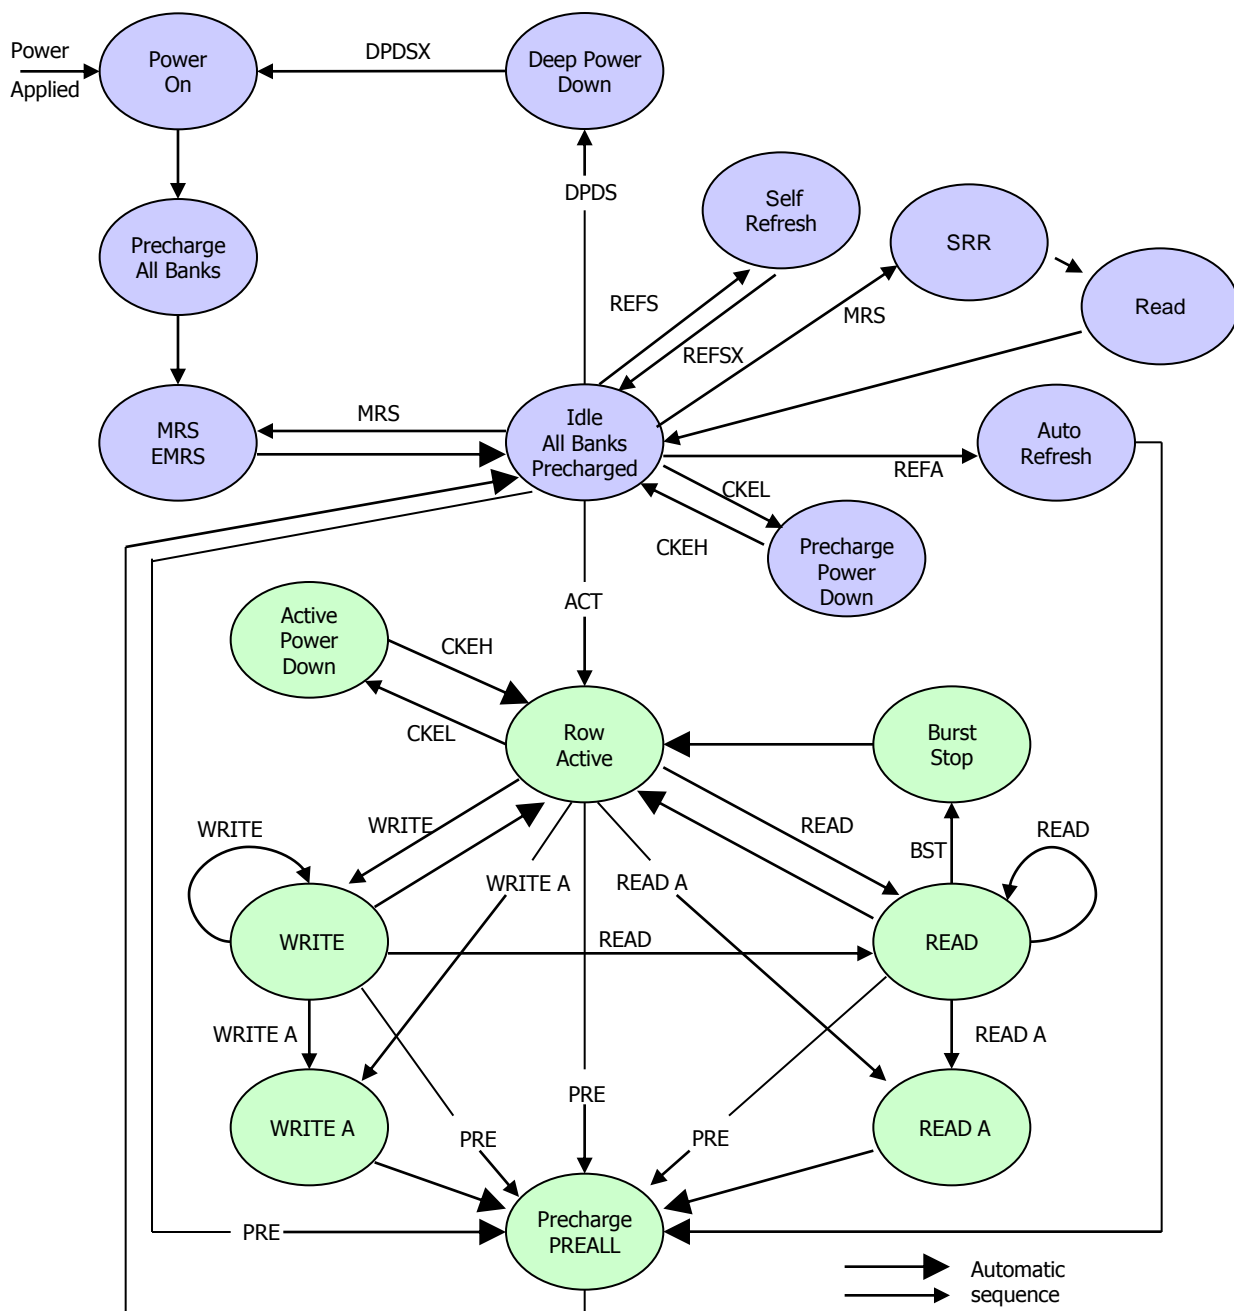 Power
Applied
Power
On
DPDSX
Deep Power
Down
DPDS
Self
Refresh
SRR
Read
Precharge
All Banks
REFS
REFSX
MRS
MRS
EMRS
MRS
Idle
All Banks
Precharged
Auto
Refresh
REFA
CKEL
CKEH
Precharge
Power
Down
ACT
Active
Power
Down
CKEH
CKEL
Row
Active
Burst
Stop
WRITE
WRITE
READ
BST
READ
WRITE A
READ A
WRITE
READ
READ
WRITE A
READ A
WRITE A
PRE
PRE
PRE
READ A
PRE
Precharge
PREALL
Automatic
sequence